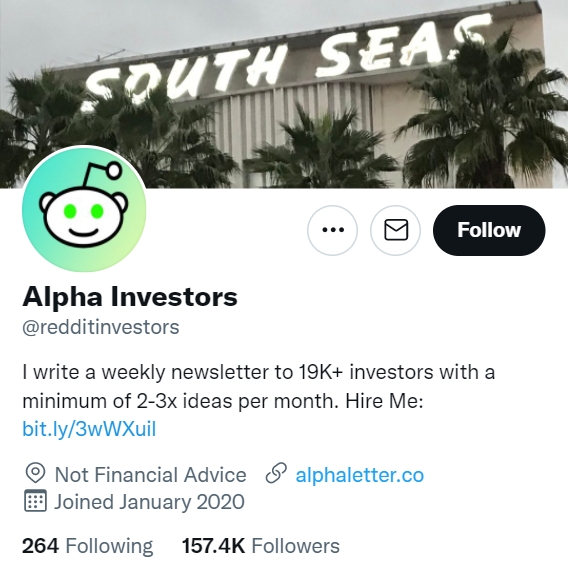 SOUTH SEAS
Follow
Alpha Investors
@redditinvestors
I write a weekly newsletter to 19K+ investors with a
minimum of 2-3x ideas per month. Hire Me:
bit.ly/3wWXuil
Not Financial Advice alphaletter.co
Joined January 2020
264 Following 157.4K Followers